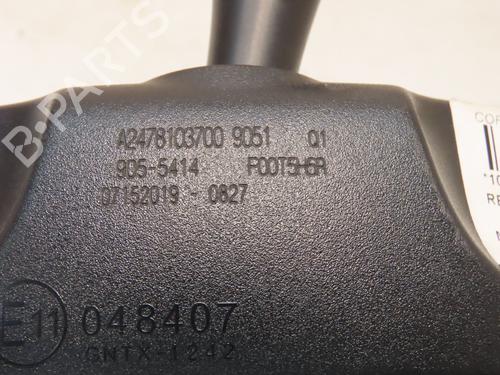 A2478103700 9051 Q1
905-5414 F00T5H6R
07152019 - 0827
E11 048407
GNTX-1242
B-PARTS